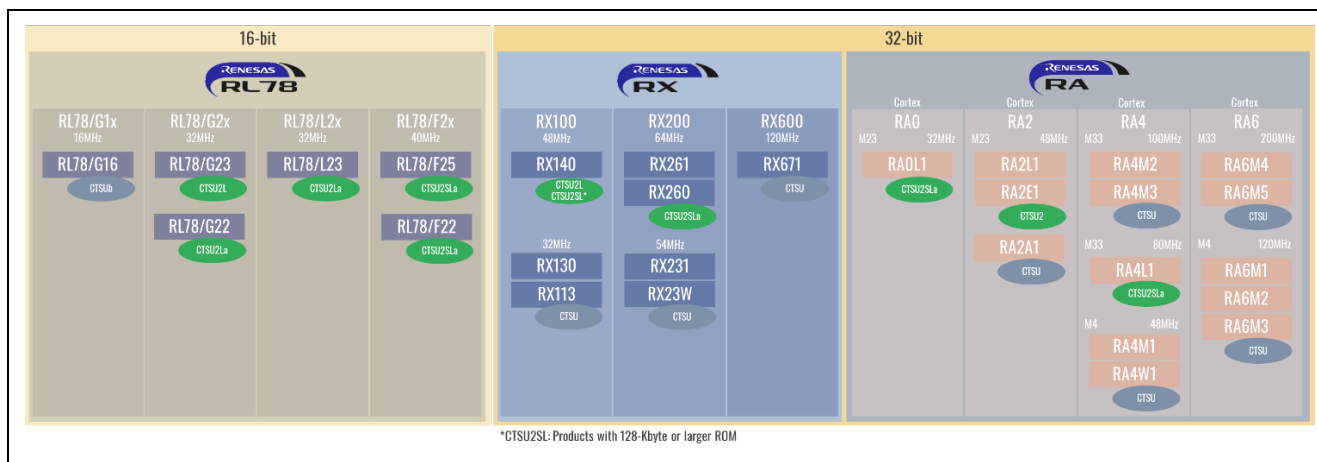 16-bit
RENESAS
RL78
RL78/G1x
16MHz
RL78/G16
CTSUb
RL78/G2x
32MHz
RL78/G23
CTSU2L
RL78/G22
CTSU2La
RL78/L2x
32MHz
RL78/L23
CTSU2La
RL78/F2x
40MHz
RL78/F25
CTSU2SLa
RL78/F22
CTSU2SLa
32-bit
RENESAS
RX
RX100
48MHz
RX140
CTSU2L
CTSU2SL*
32MHz
RX130
RX113
CTSU
RX200
64MHz
RX261
RX260
CTSU2SLa
54MHz
RX231
RX23W
CTSU
RX600
120MHz
RX671
CTSU
RENESAS
RA
Cortex
RA0
M23 32MHz
RA0L1
CTSU2SLa
Cortex
RA2
M23 48MHz
RA2L1
RA2E1
CTSU2
RA2A1
CTSU
Cortex
RA4
M33 100MHz
RA4M2
RA4M3
CTSU
M33 80MHz
RA4L1
CTSU2SLa
M4 48MHz
RA4M1
RA4W1
CTSU
Cortex
RA6
M33 200MHz
RA6M4
RA6M5
CTSU
M4 120MHz
RA6M1
RA6M2
RA6M3
CTSU
*CTSU2SL: Products with 128-Kbyte or larger ROM